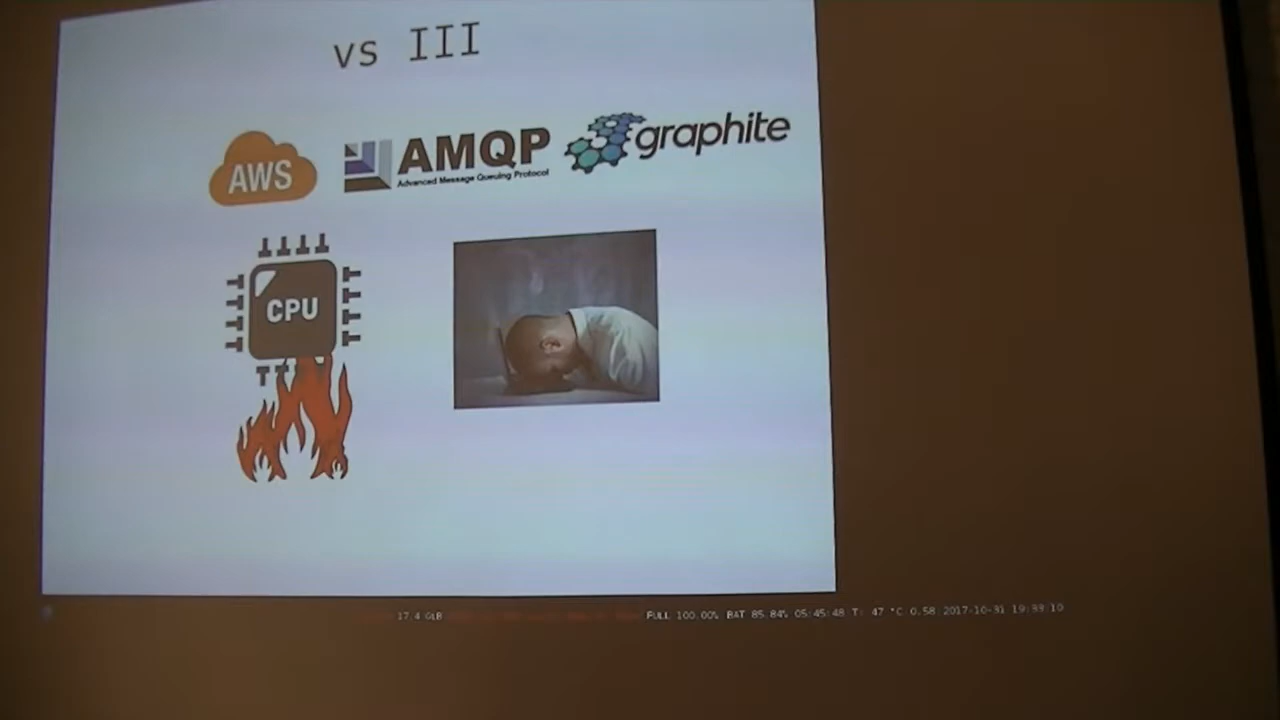 vs III
AWS
AMQP
Advanced Message Queuing Protocol
graphite
CPU
17.4 GiB
FULL 100.00% BAT 85.84% 05:45:48 T: 47 °C 0.58 2017-10-31 19:39:10